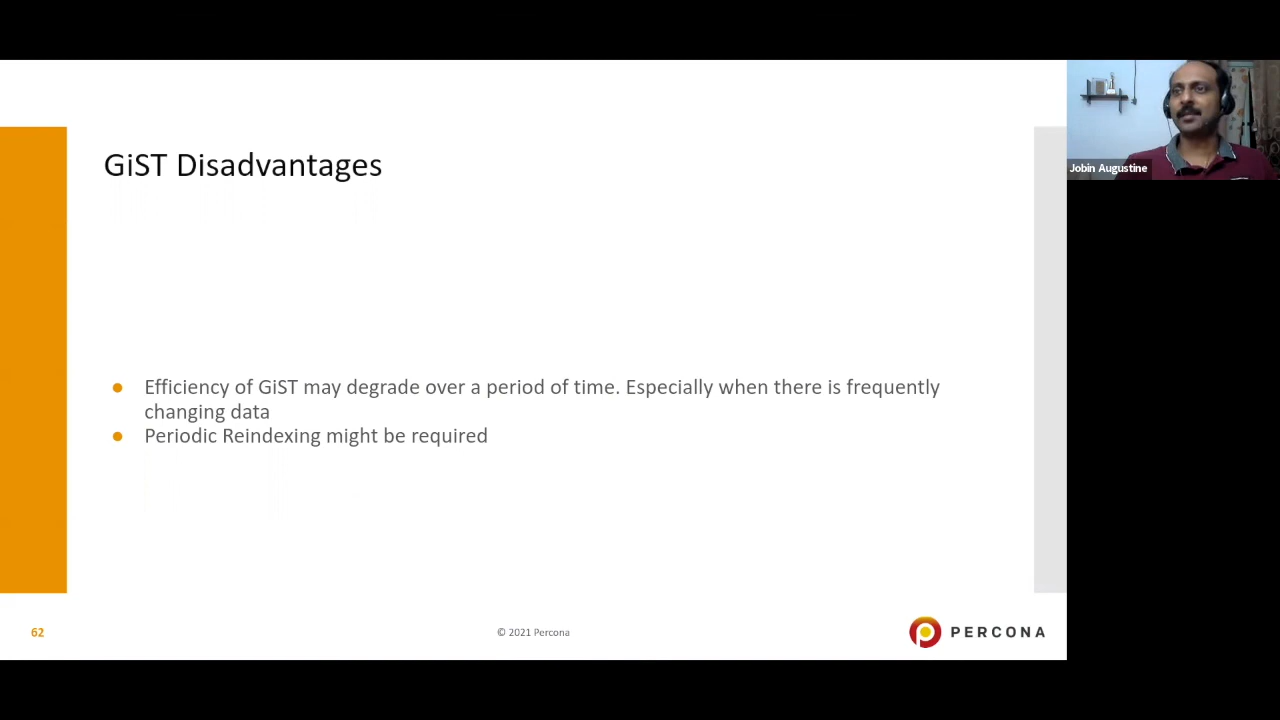 GiST Disadvantages
Jobin Augustine
● Efficiency of GiST may degrade over a period of time. Especially when there is frequently
changing data
● Periodic Reindexing might be required
62
© 2021 Percona
PERCONA